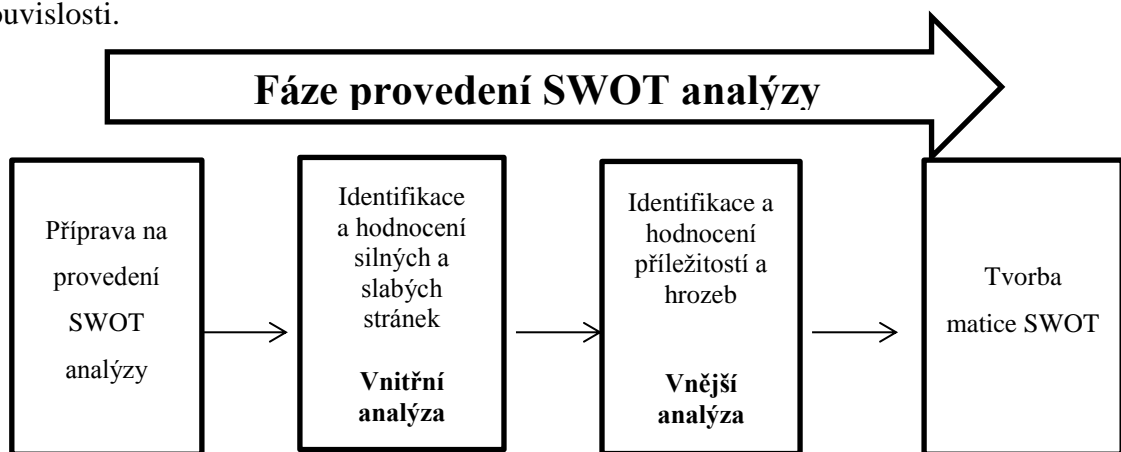 ouvislosti.
Fáze provedení SWOT analýzy
Příprava na
provedení
SWOT
analýzy
Identifikace
a hodnocení
silných a
slabých
stránek
Vnitřní
analýza
Identifikace a
hodnocení
příležitostí a
hrozeb
Vnější
analýza
Tvorba
matice SWOT